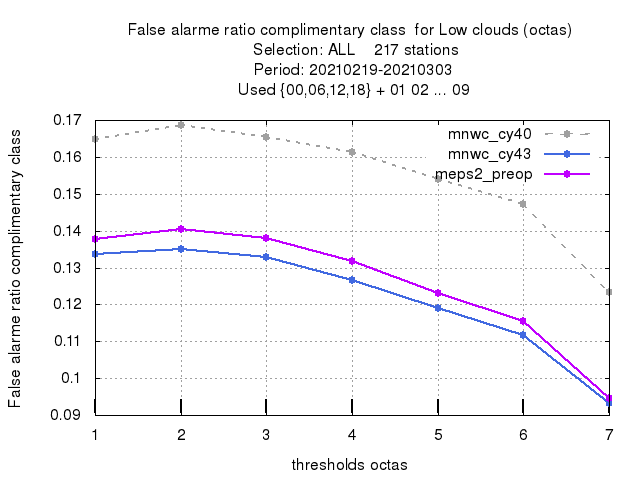 False alarme ratio complimentary class  for Low clouds (octas)
Selection: ALL    217 stations
Period: 20210219-20210303
Used {00,06,12,18} + 01 02 ... 09
False alarme ratio complimentary class
0.17
0.16
0.15
0.14
0.13
0.12
0.11
0.1
0.09
mnwc_cy40
mnwc_cy43
meps2_preop
1 2 3 4 5 6 7
thresholds octas